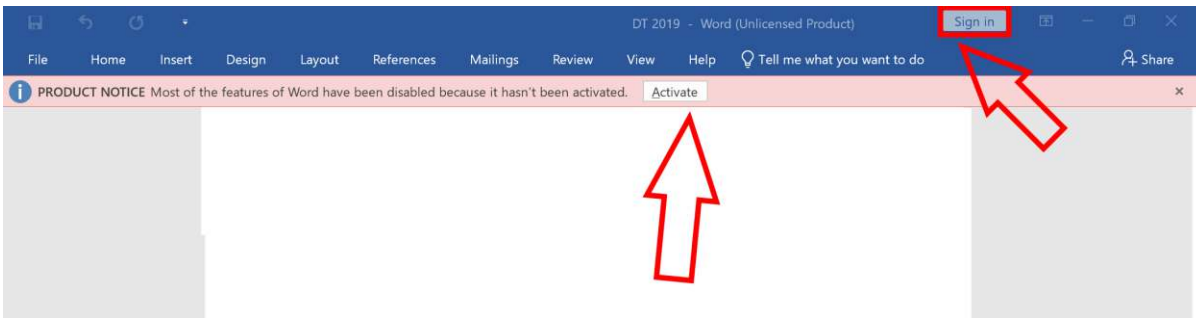 DT 2019 - Word (Unlicensed Product) Sign in
File Home Insert Design Layout References Mailings Review View Help Tell me what you want to do Share
PRODUCT NOTICE Most of the features of Word have been disabled because it hasn't been activated. Activate